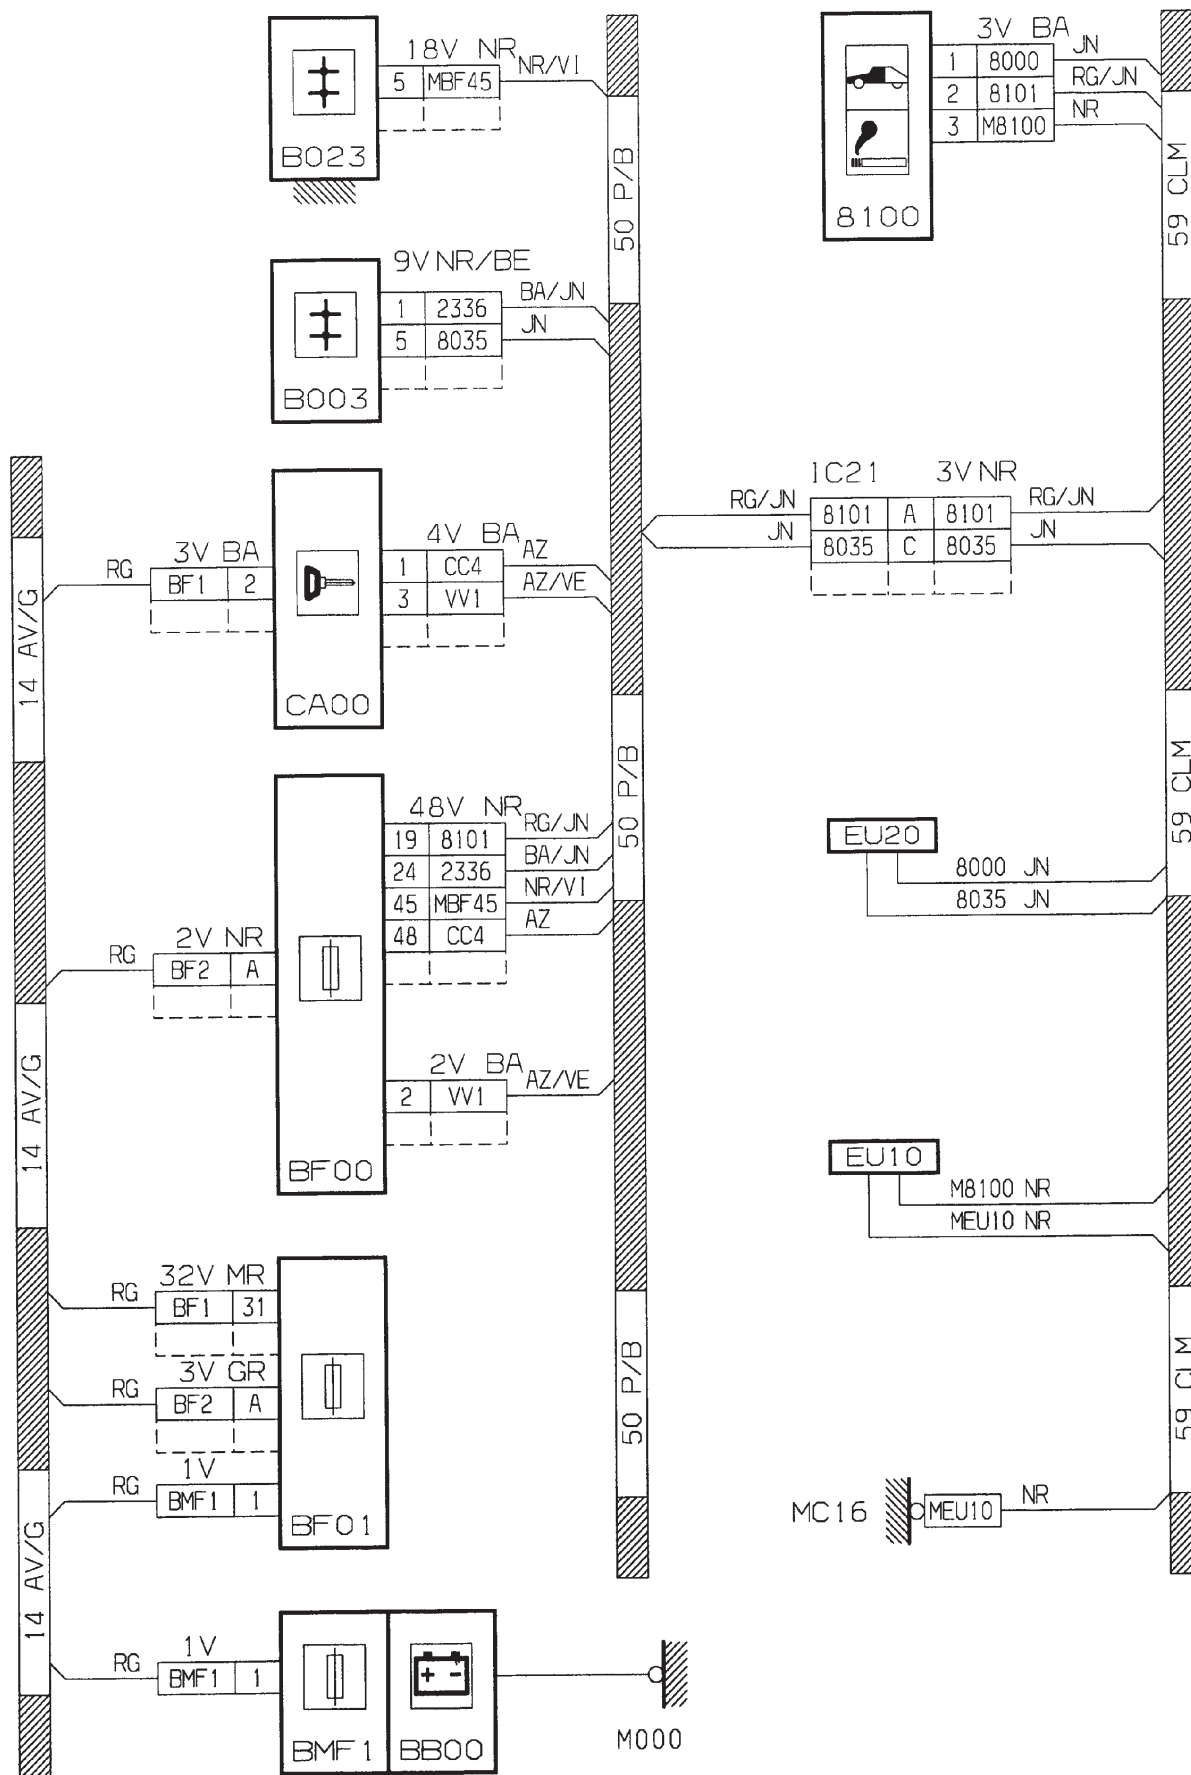 18V NR
5 MBF45 NR/VI
B023
9V NR/BE
1 2336 BA/JN
5 8035 JN
B003
50 P/B
3V BA
1 8000 JN
2 8101 RG/JN
3 M8100 NR
8100
59 CLM
14 AV/G
3V BA
RG BF1 2
4V BA
1 CC4 AZ
3 VV1 AZ/VE
CA00
IC21 3V NR
RG/JN 8101 A 8101 RG/JN
JN 8035 C 8035 JN
48V NR
19 8101 RG/JN
24 2336 BA/JN
45 MBF45 NR/VI
48 CC4 AZ
2V NR
RG BF2 A
2V BA
2 VV1 AZ/VE
BF00
50 P/B
59 CLM
EU20
8000 JN
8035 JN
14 AV/G
EU10
M8100 NR
MEU10 NR
32V MR
RG BF1 31
3V GR
RG BF2 A
1V
RG BMF1 1
BF01
50 P/B
59 CLM
MC16 MEU10 NR
14 AV/G
1V
RG BMF1 1
BMF1 BB00
+ -
M000